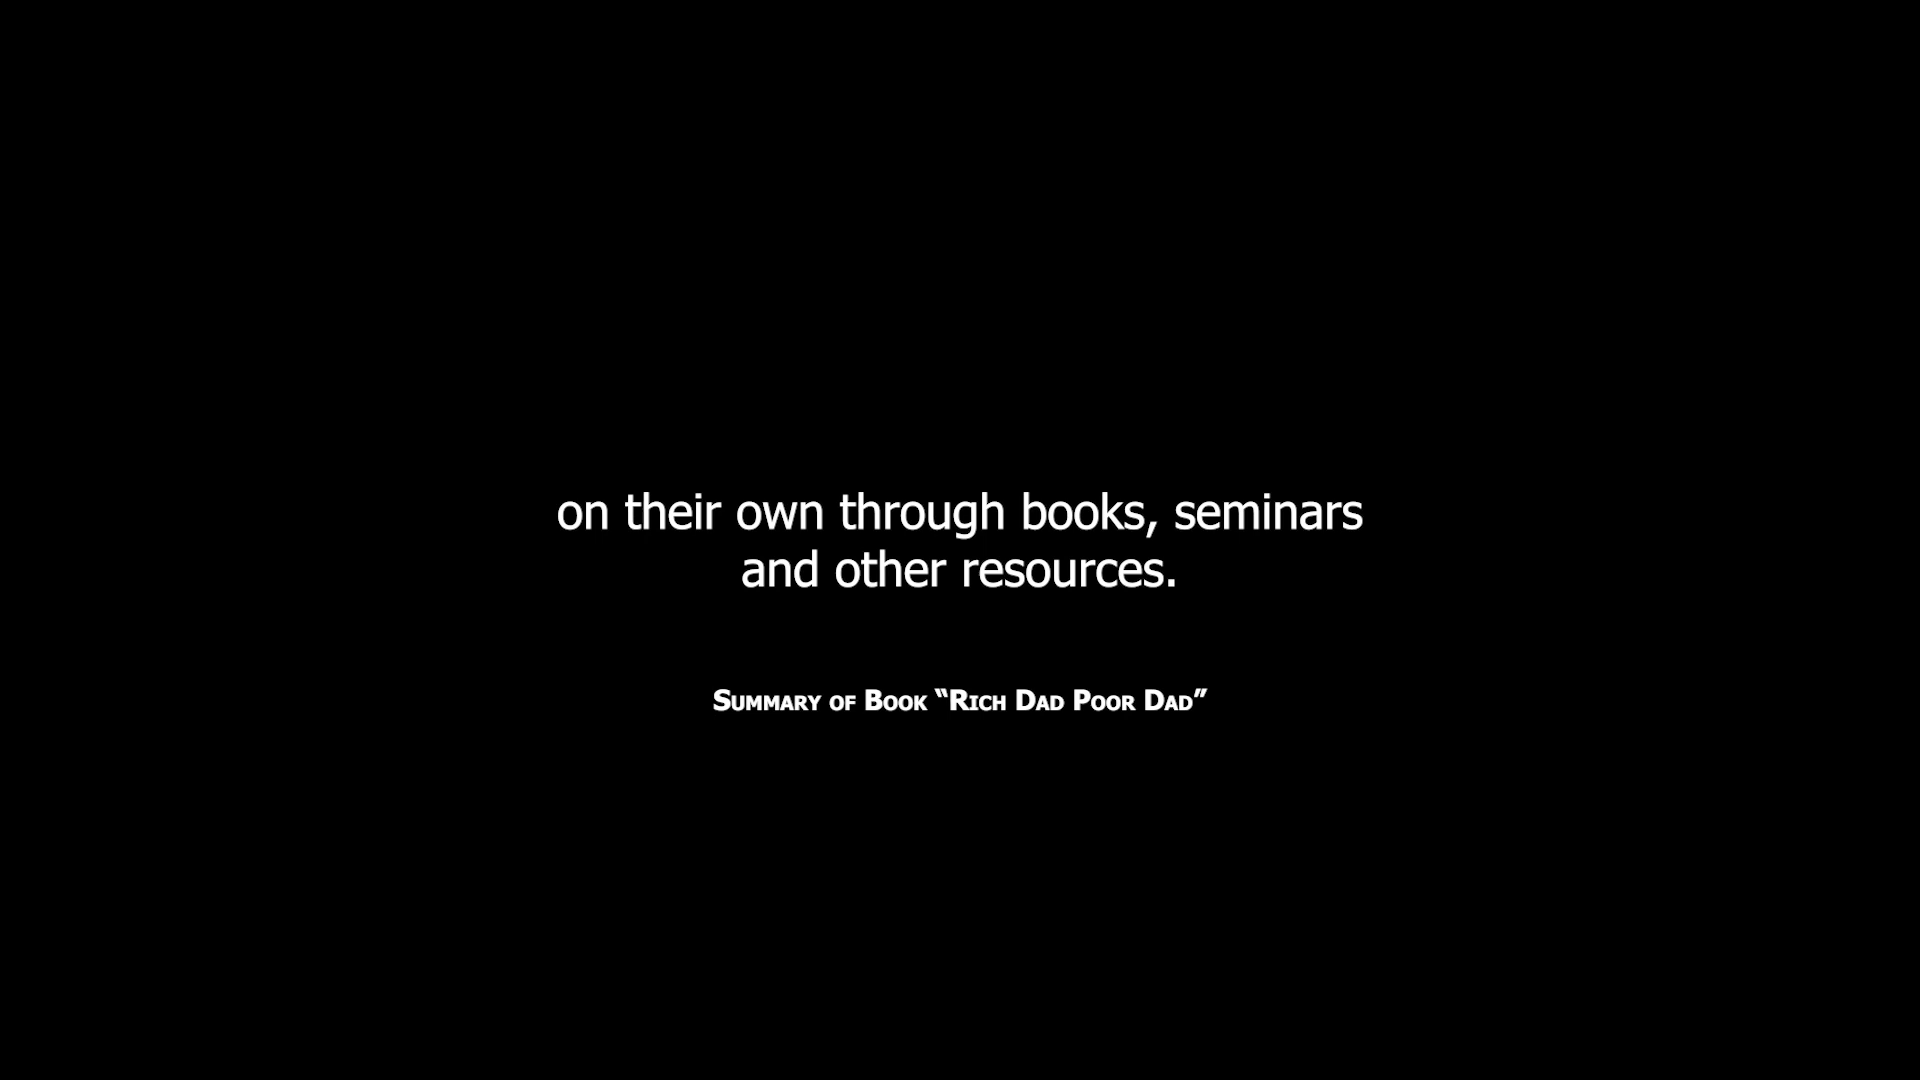 on their own through books, seminars
and other resources.
Summary of Book “Rich Dad Poor Dad”